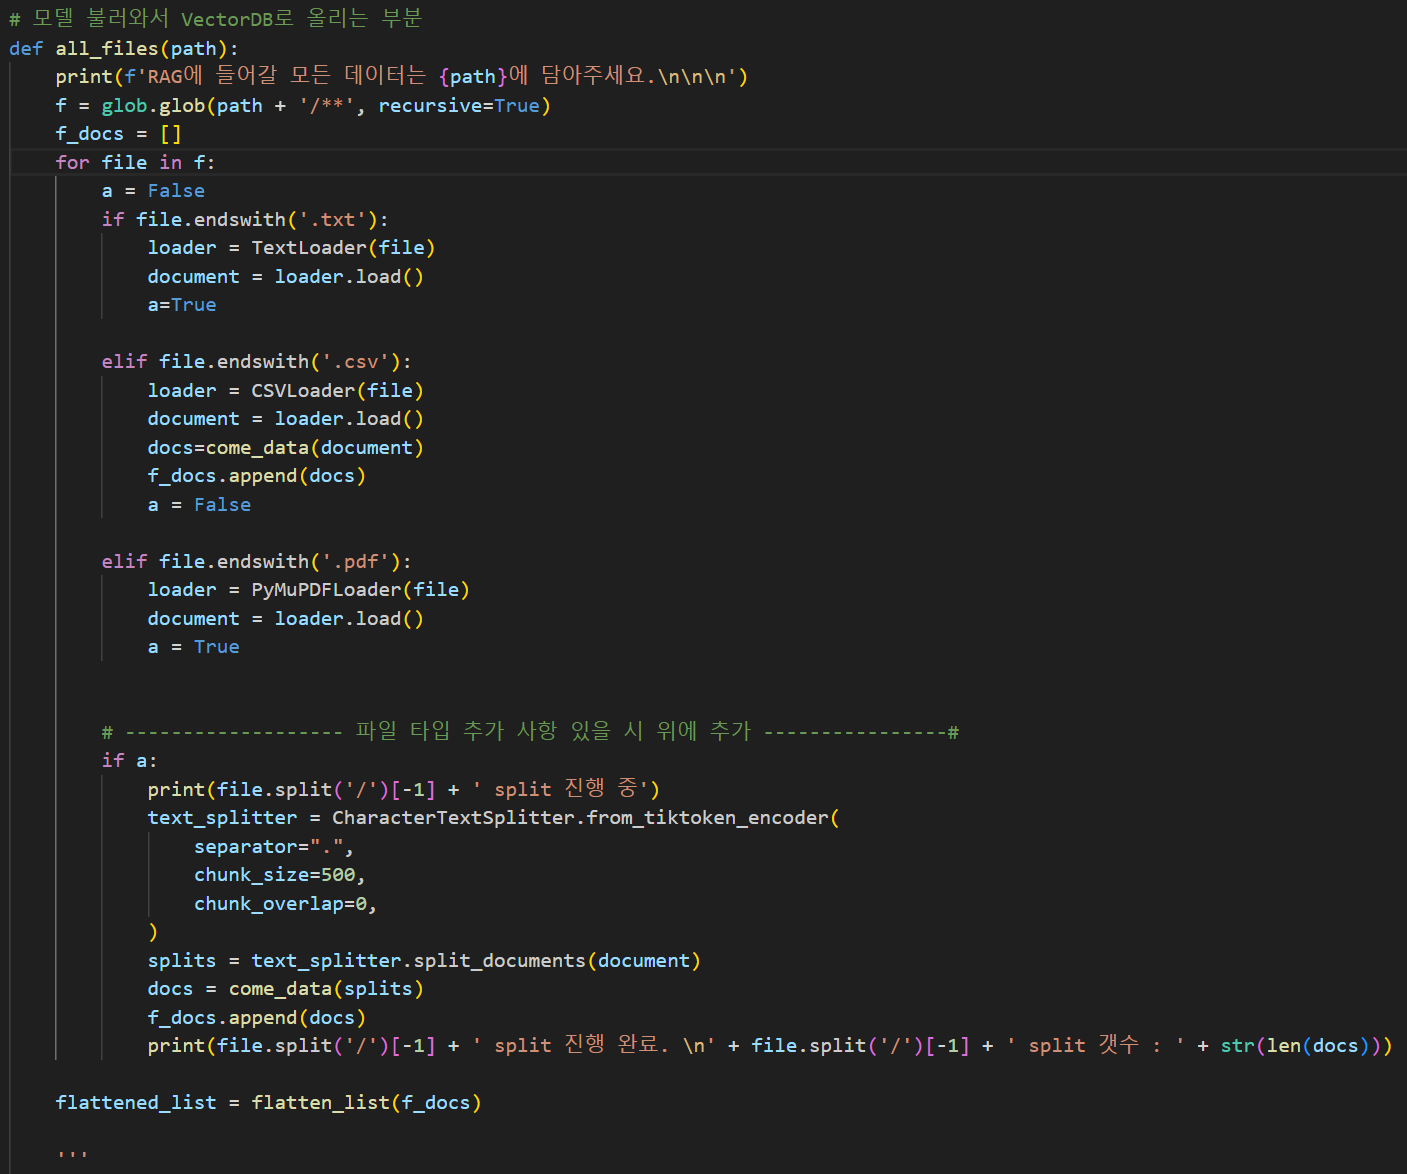 # 모델 불러와서 VectorDB로 올리는 부분
def all_files(path):
    print(f'RAG에 들어갈 모든 데이터는 {path}에 담아주세요.\n\n\n')
    f = glob.glob(path + '/**', recursive=True)
    f_docs = []
    for file in f:
        a = False
        if file.endswith('.txt'):
            loader = TextLoader(file)
            document = loader.load()
            a=True
        elif file.endswith('.csv'):
            loader = CSVLoader(file)
            document = loader.load()
            docs=come_data(document)
            f_docs.append(docs)
            a = False
        elif file.endswith('.pdf'):
            loader = PyMuPDFLoader(file)
            document = loader.load()
            a = True
        # ------------------- 파일 타입 추가 사항 있을 시 위에 추가 ----------------#
        if a:
            print(file.split('/')[-1] + ' split 진행 중')
            text_splitter = CharacterTextSplitter.from_tiktoken_encoder(
                separator=".",
                chunk_size=500,
                chunk_overlap=0,
            )
            splits = text_splitter.split_documents(document)
            docs = come_data(splits)
            f_docs.append(docs)
            print(file.split('/')[-1] + ' split 진행 완료. \n' + file.split('/')[-1] + ' split 갯수 : ' + str(len(docs)))
    flattened_list = flatten_list(f_docs)
    '''